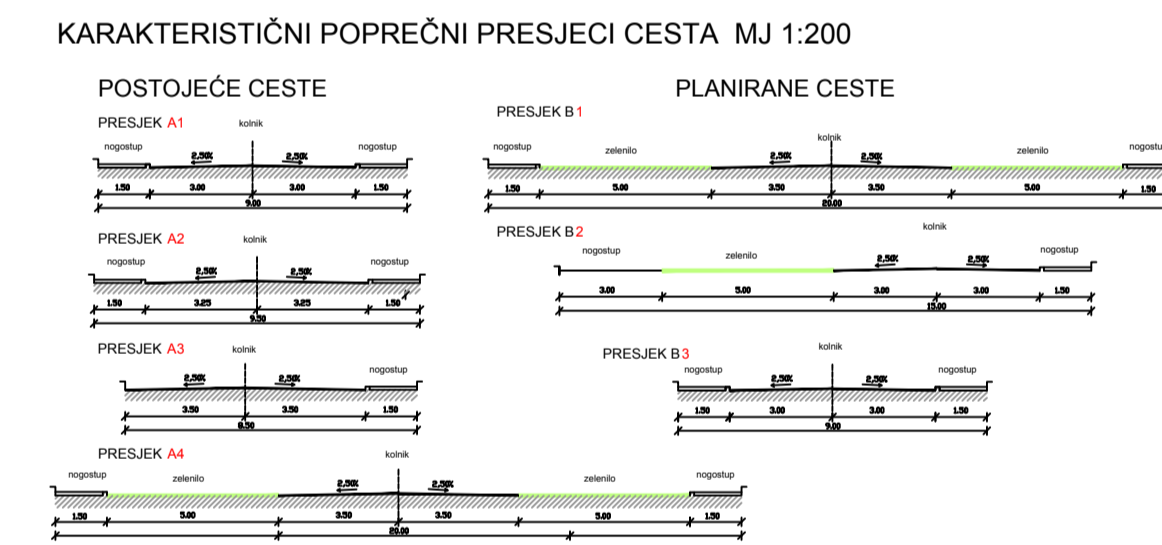 KARAKTERISTIČNI POPREČNI PRESJECI CESTA MJ 1:200
POSTOJEĆE CESTE
PRESJEK A1
kolnik
nogostup
nogostup
2,50%
2,50%
1.50
3.00
3.00
1.50
9.00
PRESJEK A2
kolnik
nogostup
nogostup
2,50%
2,50%
1.50
3.25
3.25
1.50
9.50
PRESJEK A3
kolnik
nogostup
2,50%
2,50%
3.50
3.50
1.50
8.50
PRESJEK A4
kolnik
nogostup
zelenilo
zelenilo
nogostup
2,50%
2,50%
1.50
5.00
3.50
3.50
5.00
1.50
20.00
PLANIRANE CESTE
PRESJEK B1
kolnik
nogostup
zelenilo
zelenilo
nogostu
2,50%
2,50%
1.50
5.00
3.50
3.50
5.00
1.50
20.00
PRESJEK B2
kolnik
nogostup
zelenilo
nogostup
2,50%
2,50%
3.00
5.00
3.00
3.00
1.50
15.00
PRESJEK B3
kolnik
nogostup
nogostup
2,50%
2,50%
1.50
3.00
3.00
1.50
9.00